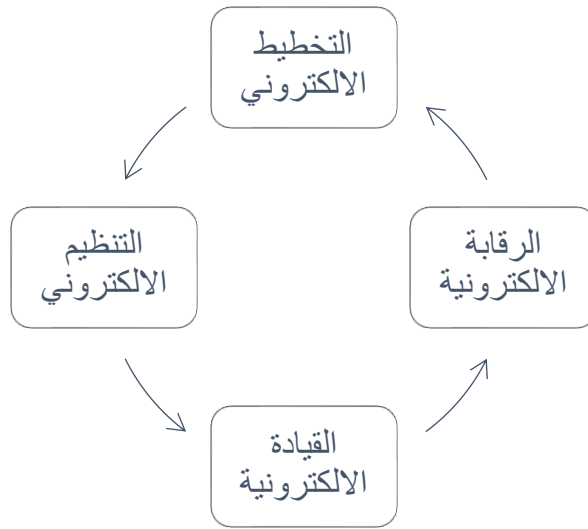 التخطيط
الالكتروني
التنظيم
الالكتروني
الرقابة
الالكترونية
القيادة
الالكترونية